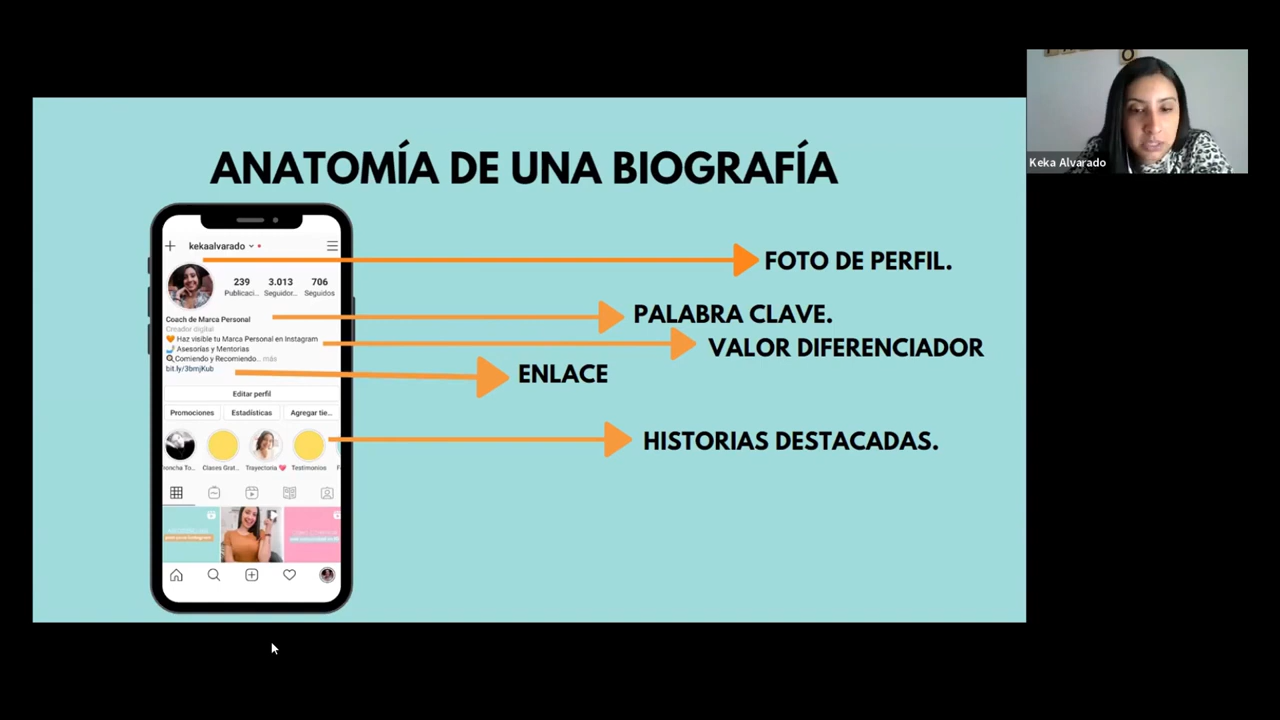 ANATOMÍA DE UNA BIOGRAFÍA
kekaalvarado
239 3.013 706
Publicaci... Seguidor... Seguidos
Coach de Marca Personal
Creador digital
🧡 Haz visible tu Marca Personal en Instagram
🤳 Asesorías y Mentorias
🔍Comiendo y Recomiendo... más
bit.ly/3bmjKub
Editar perfil
Promociones Estadísticas Agregar tie...
Clases Grat... Trayectoria 💖 Testimonios
FOTO DE PERFIL.
PALABRA CLAVE.
VALOR DIFERENCIADOR
ENLACE
HISTORIAS DESTACADAS.
Keka Alvarado